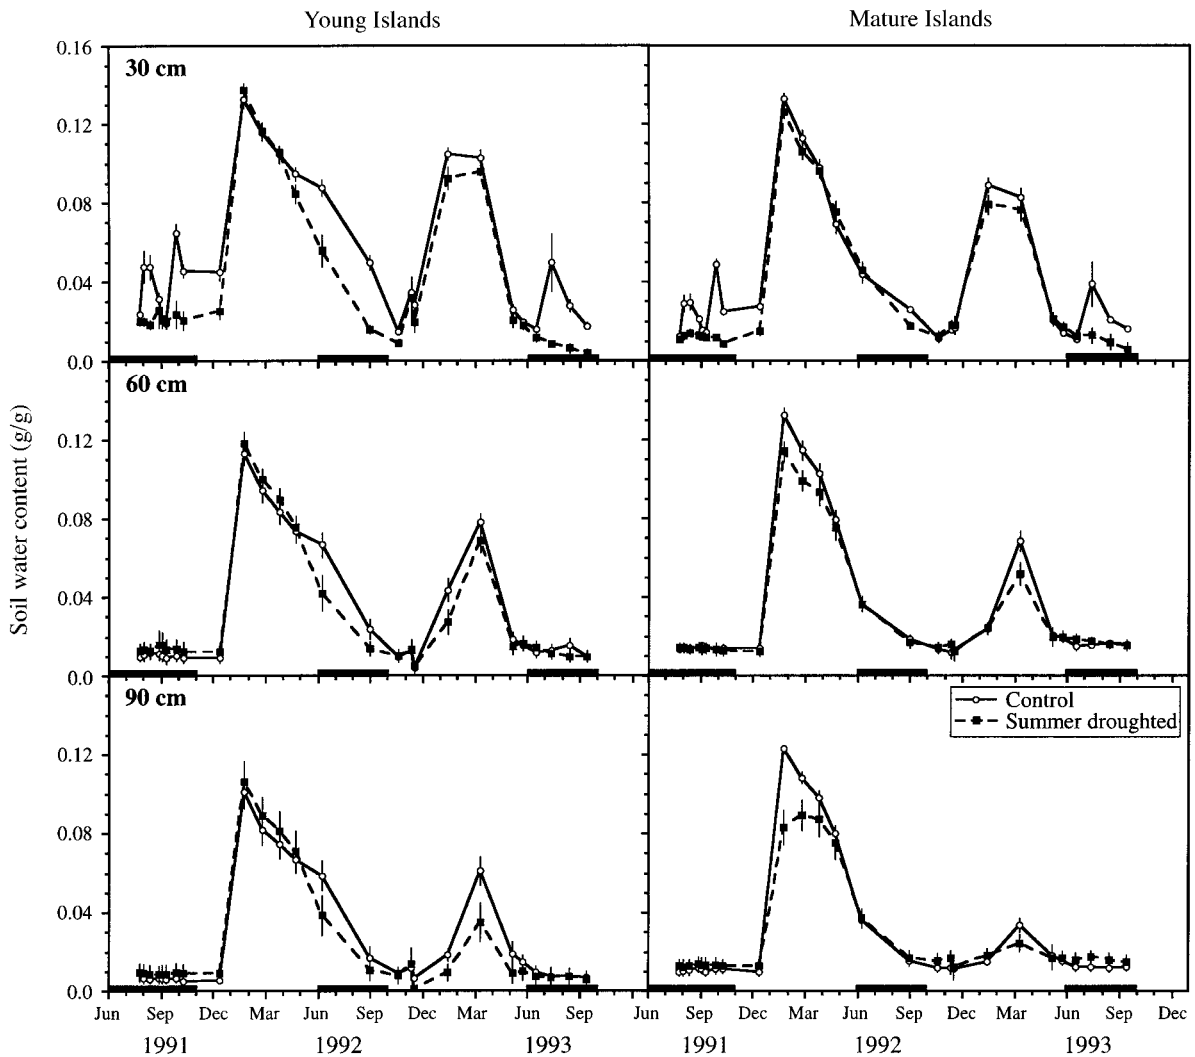 Young Islands
Mature Islands
0.16
30 cm
0.12
0.08
0.04
0.0
60 cm
0.12
0.08
0.04
0.0
90 cm
0.12
0.08
0.04
0.0
Soil water content (g/g)
Control
Summer droughted
Jun Sep Dec Mar Jun Sep Dec Mar Jun Sep Jun Sep Dec Mar Jun Sep Dec Mar Jun Sep Dec
1991 1992 1993 1991 1992 1993